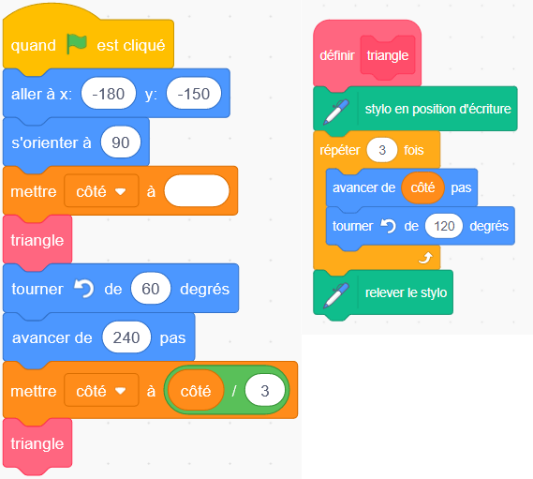 quand est cliqué
aller à x: -180 y: -150
s'orienter à 90
mettre côté à
triangle
tourner de 60 degrés
avancer de 240 pas
mettre côté à côté / 3
triangle
définir triangle
stylo en position d'écriture
répéter 3 fois
avancer de côté pas
tourner de 120 degrés
relever le stylo